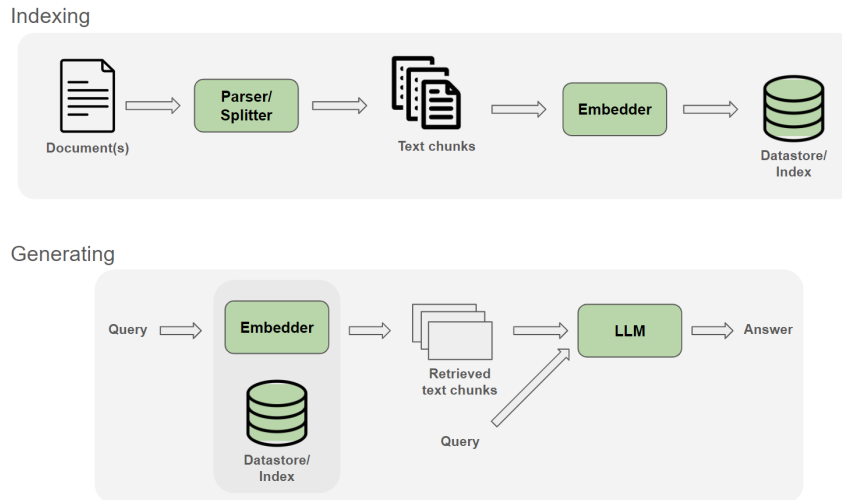 Indexing
Parser/
Splitter
Embedder
Document(s)
Text chunks
Datastore/
Index
Generating
Query
Embedder
LLM
Answer
Retrieved
text chunks
Query
Datastore/
Index